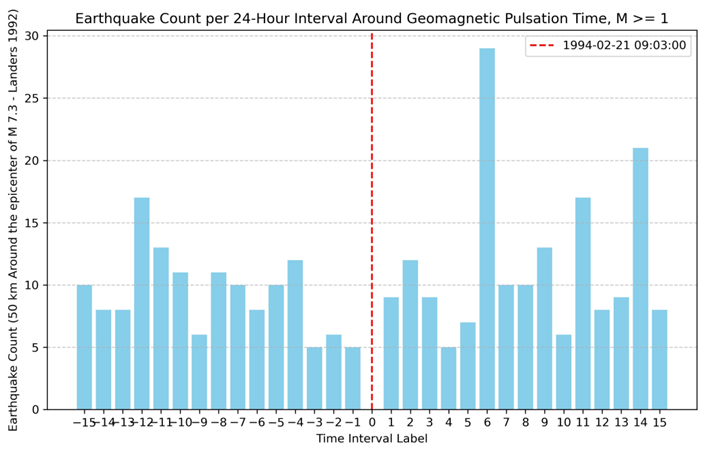 Earthquake Count per 24-Hour Interval Around Geomagnetic Pulsation Time, M >= 1
Earthquake Count (50 km Around the epicenter of M 7.3 - Landers 1992)
1994-02-21 09:03:00
30
25
20
15
10
5
0
−15 −14 −13 −12 −11 −10 −9 −8 −7 −6 −5 −4 −3 −2 −1 0 1 2 3 4 5 6 7 8 9 10 11 12 13 14 15
Time Interval Label